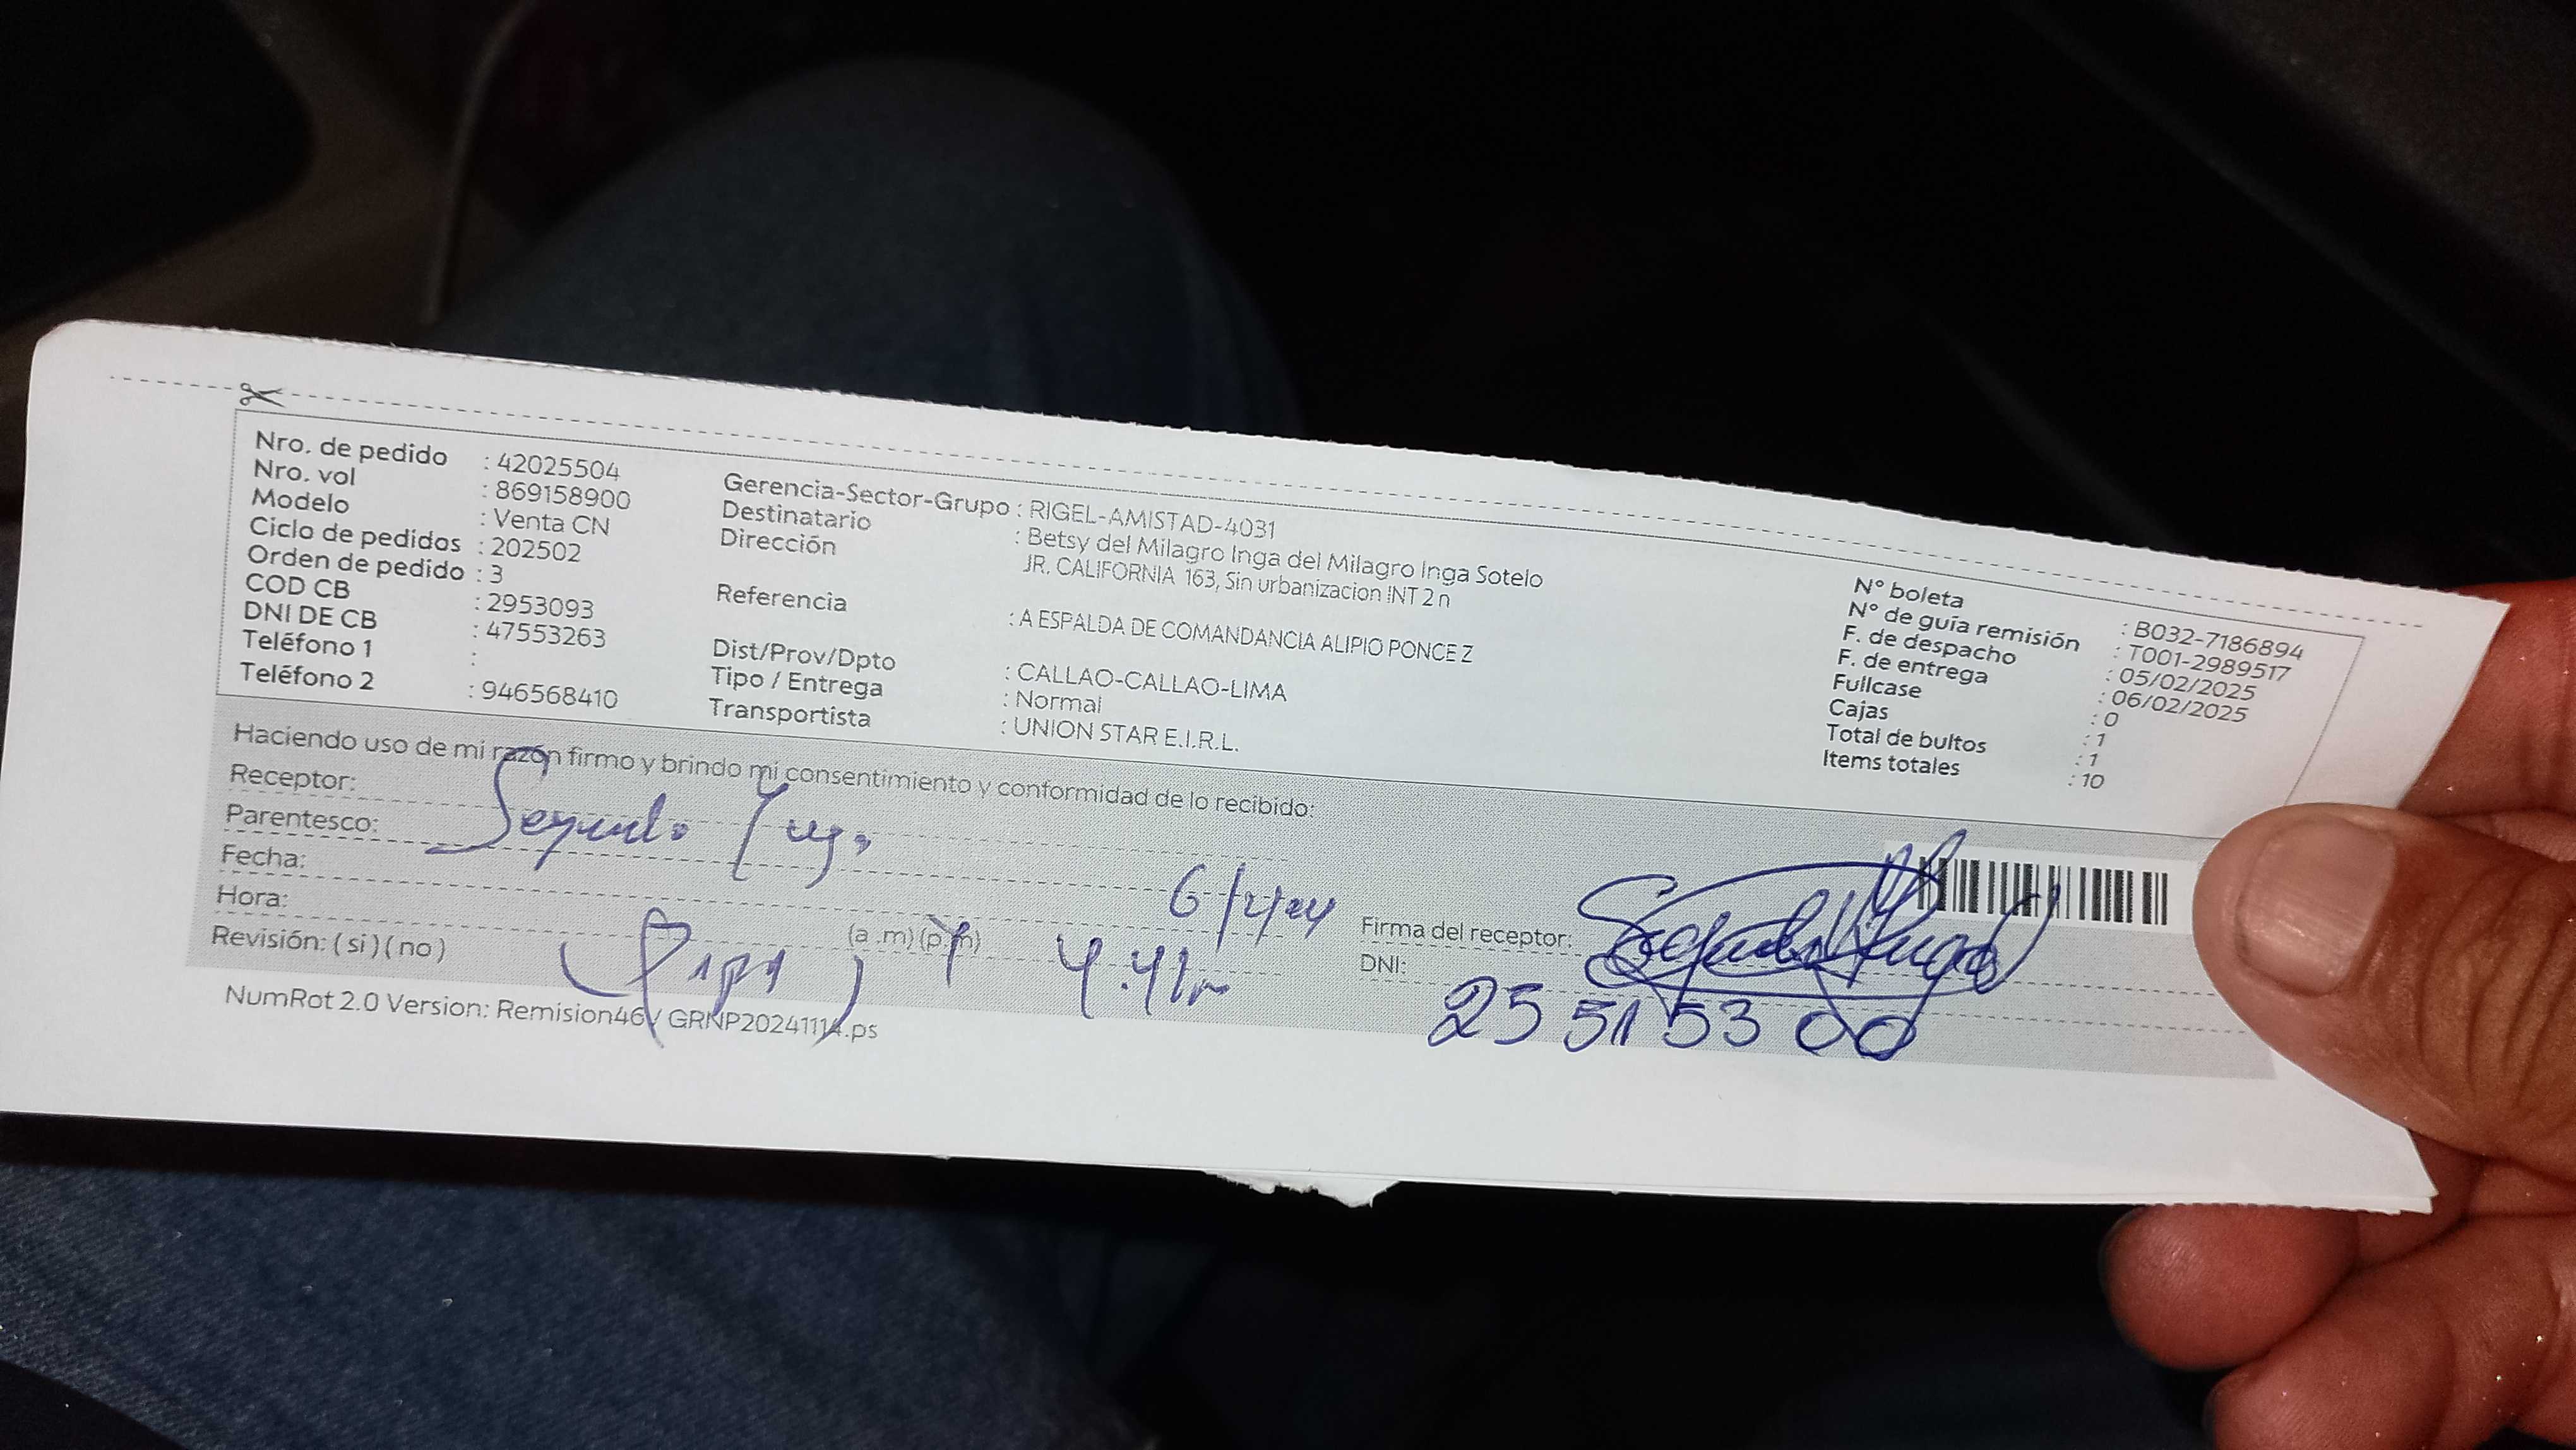 Nro. de pedido : 42025504
Nro. vol : 869158900
Modelo : Venta CN
Ciclo de pedidos : 202502
Orden de pedido : 3
COD CB : 2953093
DNI DE CB : 47553263
Teléfono 1 :
Teléfono 2 : 946568410
Gerencia-Sector-Grupo : RIGEL-AMISTAD-4031
Destinatario : Betsy del Milagro Inga del Milagro Inga Sotelo
Dirección JR. CALIFORNIA 163, Sin urbanizacion INT 2 n
Referencia : A ESPALDA DE COMANDANCIA ALIPIO PONCE Z
Dist/Prov/Dpto : CALLAO-CALLAO-LIMA
Tipo / Entrega : Normal
Transportista : UNION STAR E.I.R.L.
N° boleta : B032-7186894
N° de guía remisión : T001-2989517
F. de despacho : 05/02/2025
F. de entrega : 06/02/2025
Fullcase : 0
Cajas : 1
Total de bultos : 1
Items totales : 10
Haciendo uso de mi razón firmo y brindo mi consentimiento y conformidad de lo recibido:
Receptor: Segundo
Parentesco:
Fecha:
Hora: (a .m) (p.m)
Revisión: ( si ) ( no ) (Papa) 4.41
Firma del receptor:
DNI: 25515300
NumRot 2.0 Version: Remision46 / GRNP20241114.ps